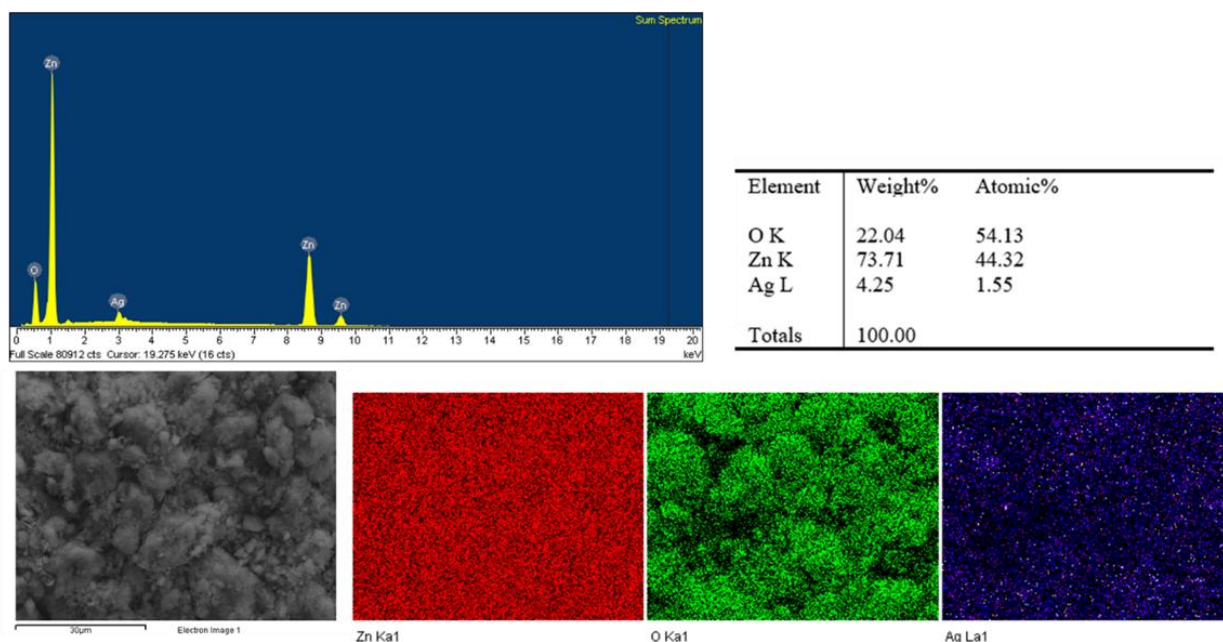 Sum Spectrum
Zn
O
Ag
Zn
Zn
0 1 2 3 4 5 6 7 8 9 10 11 12 13 14 15 16 17 18 19 20
Full Scale 80912 cts Cursor: 19.275 keV (16 cts)
keV
Element Weight% Atomic%
O K 22.04 54.13
Zn K 73.71 44.32
Ag L 4.25 1.55
Totals 100.00
30µm
Electron Image 1
Zn Ka1
O Ka1
Ag La1